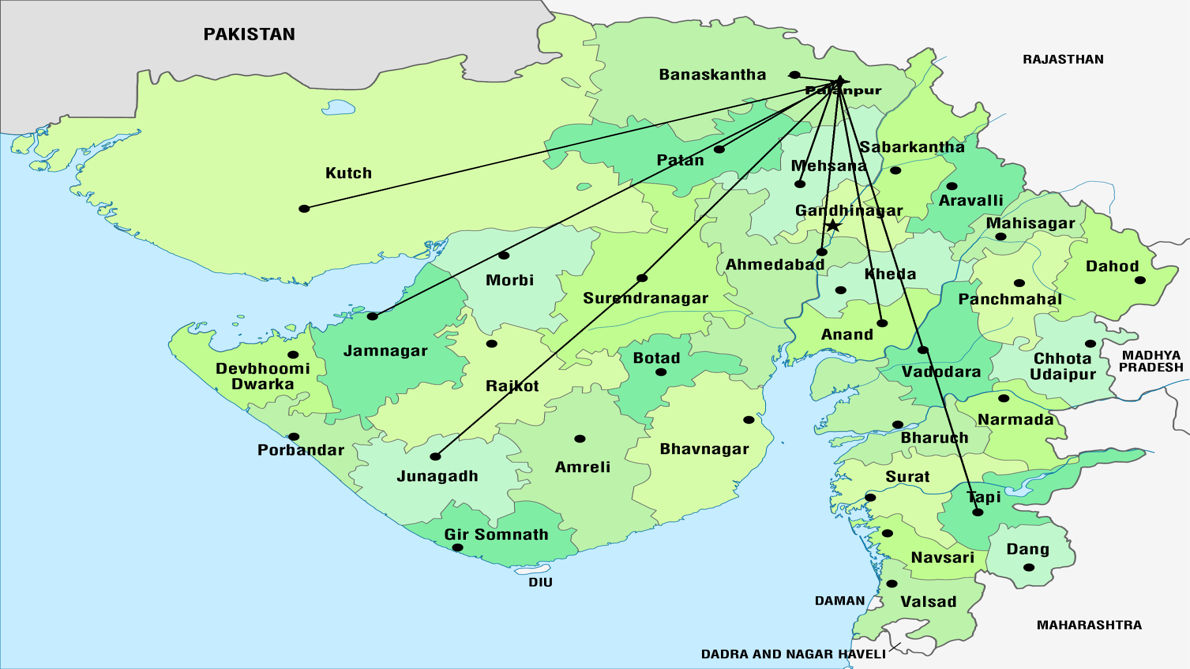 PAKISTAN
RAJASTHAN
Banaskantha
Palanpur
Sabarkantha
Patan
Mehsana
Kutch
Aravalli
Gandhinagar
Mahisagar
Ahmedabad
Kheda
Dahod
Morbi
Surendranagar
Panchmahal
Anand
Jamnagar
Botad
Devbhoomi
Dwarka
Vadodara
Chhota
Udaipur
MADHYA
PRADESH
Rajkot
Narmada
Porbandar
Bharuch
Bhavnagar
Amreli
Junagadh
Surat
Tapi
Gir Somnath
Dang
Navsari
DIU
DAMAN
Valsad
MAHARASHTRA
DADRA AND NAGAR HAVELI